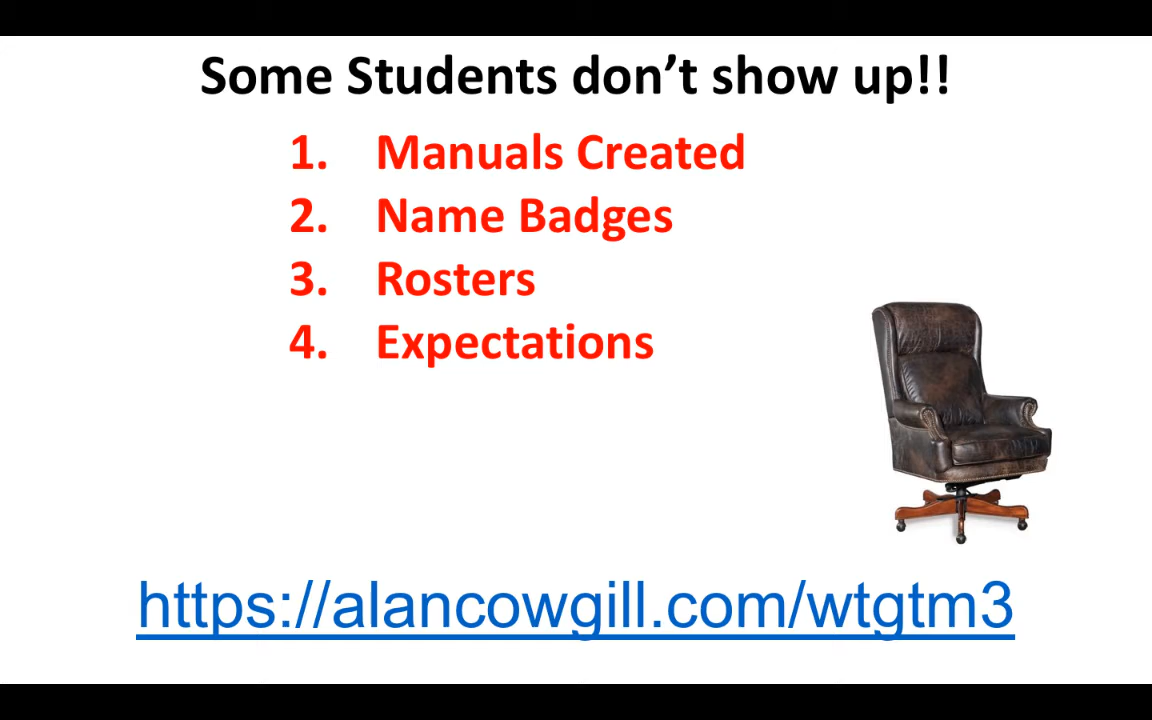 Some Students don’t show up!!
1. Manuals Created
2. Name Badges
3. Rosters
4. Expectations
https://alancowgill.com/wtgtm3